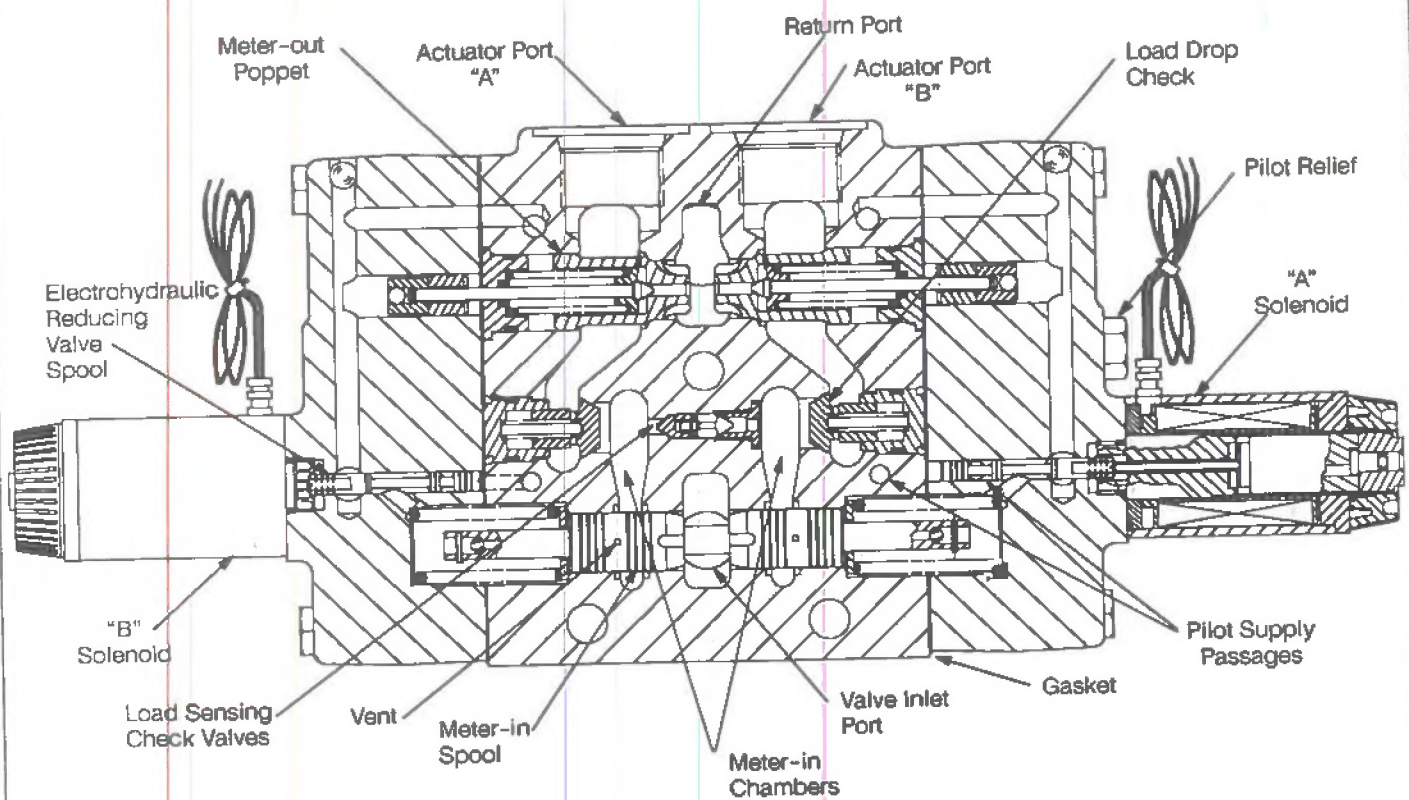 Return Port
Meter-out
Poppet
Actuator Port
"A"
Actuator Port
"B"
Load Drop
Check
Pilot Relief
"A"
Solenoid
Electrohydraulic
Reducing
Valve
Spool
"B"
Solenoid
Load Sensing
Check Valves
Vent
Meter-in
Spool
Meter-in
Chambers
Valve Inlet
Port
Gasket
Pilot Supply
Passages